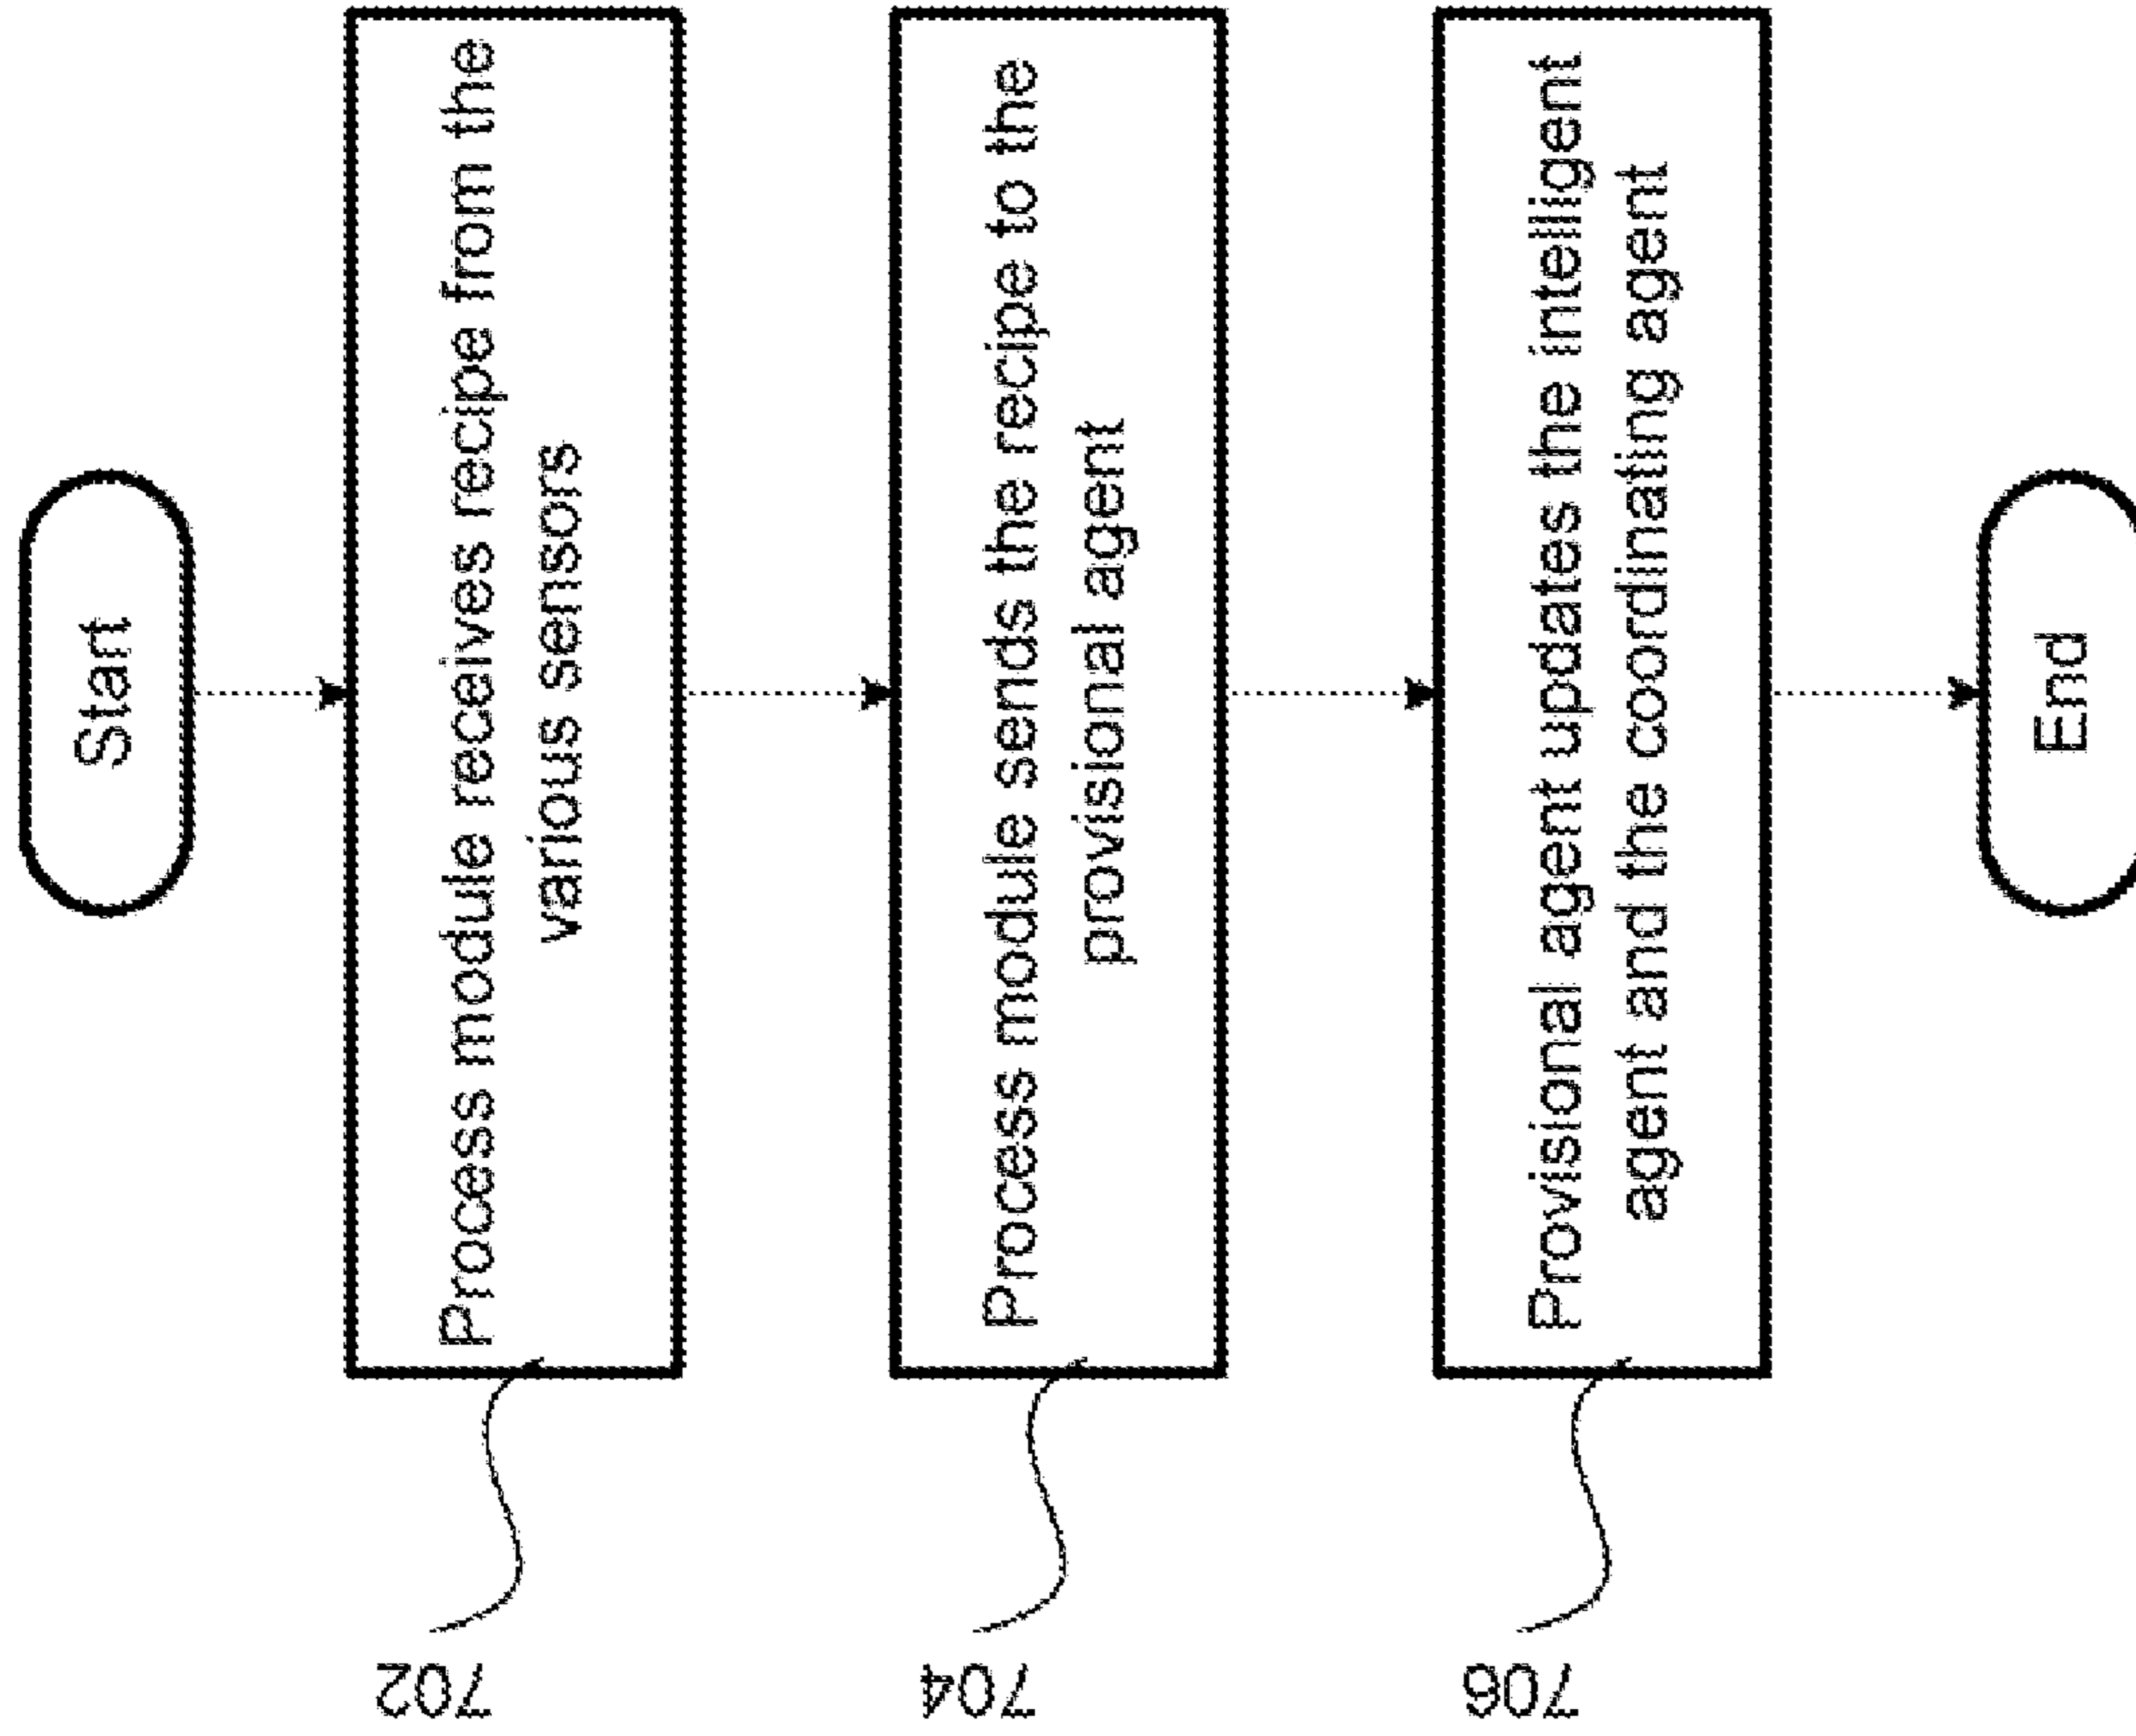 Start
702
Process module receives recipe from the
various sensors
704
Process module sends the recipe to the
provisional agent
706
Provisional agent updates the intelligent
agent and the coordinating agent
End